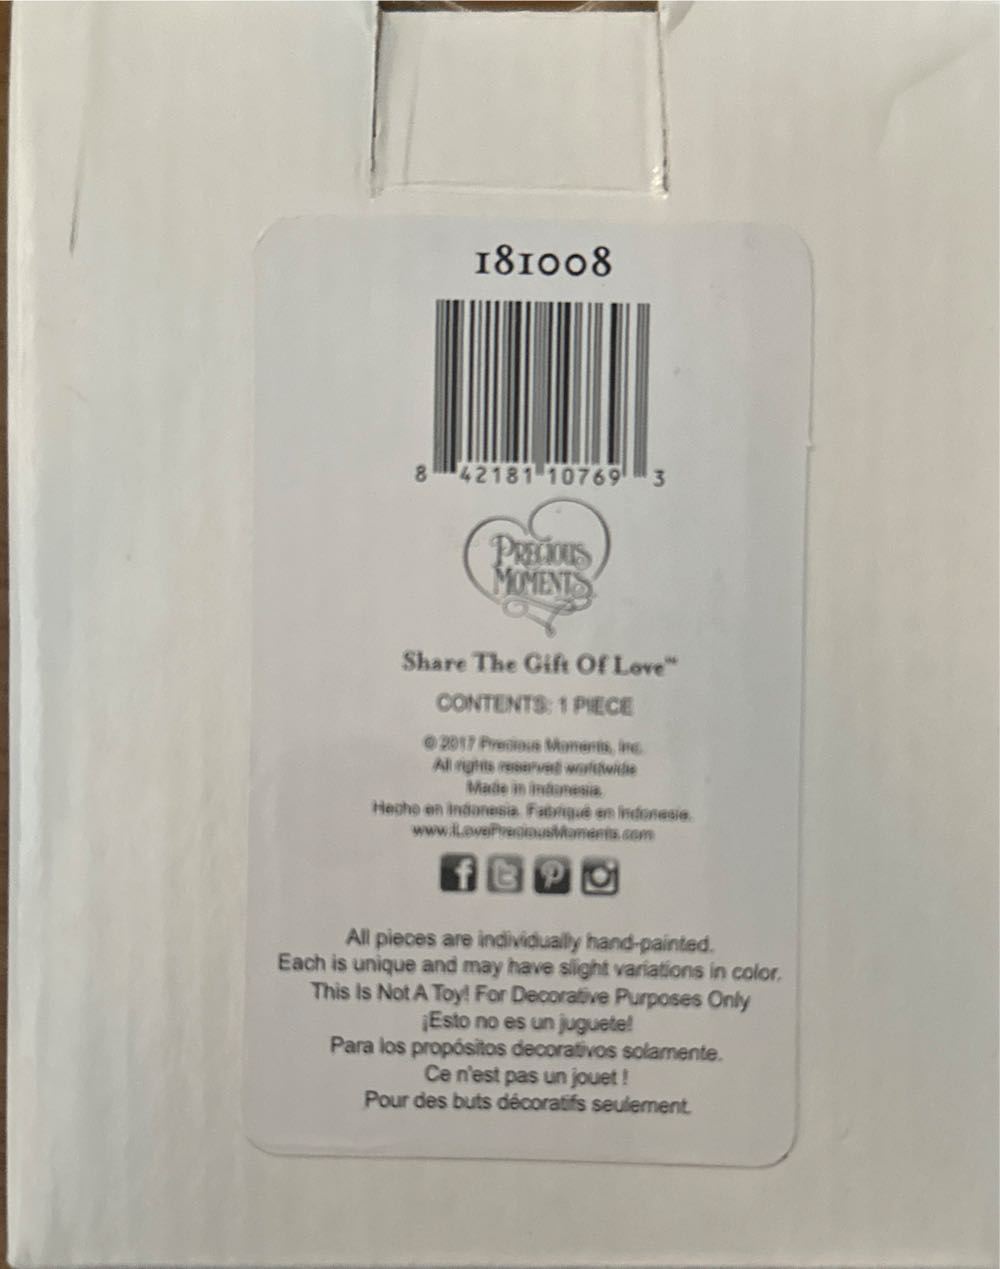 181008
8 42181 10769 3
PRECIOUS
MOMENTS
Share The Gift Of Love™
CONTENTS: 1 PIECE
© 2017 Precious Moments, Inc.
All rights reserved worldwide
Made in Indonesia.
Hecho en Indonesia. Fabriqué en Indonesie.
www.ILovePreciousMoments.com
All pieces are individually hand-painted.
Each is unique and may have slight variations in color.
This Is Not A Toy! For Decorative Purposes Only
¡Esto no es un juguete!
Para los propósitos decorativos solamente.
Ce n'est pas un jouet !
Pour des buts décoratifs seulement.